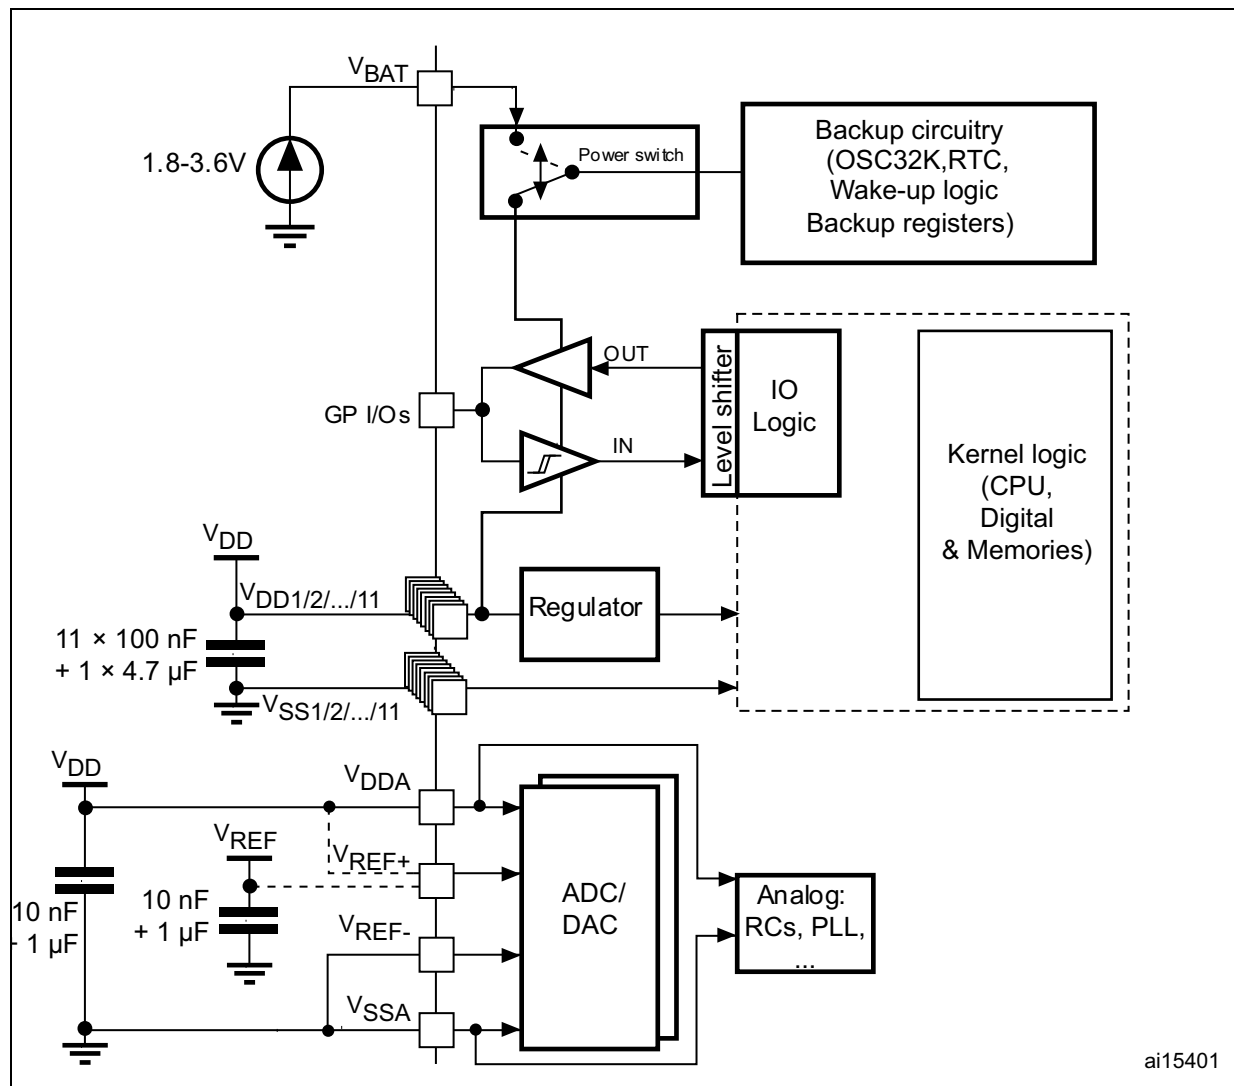 VBAT
1.8-3.6V
Power switch
Backup circuitry
(OSC32K,RTC,
Wake-up logic
Backup registers)
OUT
GP I/Os
IN
Level shifter
IO
Logic
Kernel logic
(CPU,
Digital
& Memories)
VDD
VDD1/2/.../11
11 × 100 nF
+ 1 × 4.7 µF
Regulator
VSS1/2/.../11
VDD
VDDA
VREF
VREF+
10 nF
+ 1 µF
10 nF
+ 1 µF
VREF-
VSSA
ADC/
DAC
Analog:
RCs, PLL,
...
ai15401